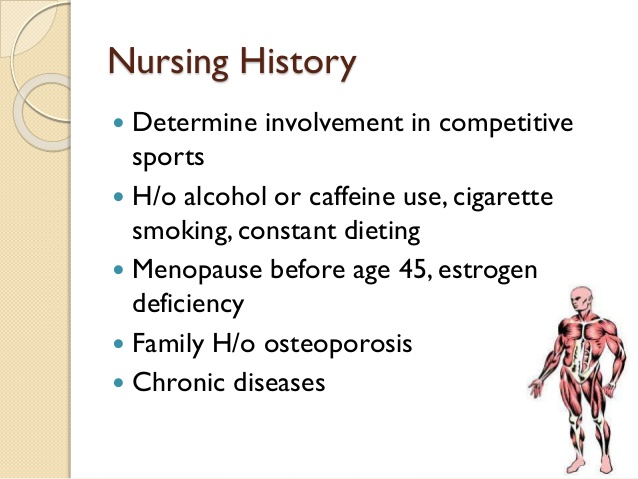 Nursing History
• Determine involvement in competitive
sports
• H/o alcohol or caffeine use, cigarette
smoking, constant dieting
• Menopause before age 45, estrogen
deficiency
• Family H/o osteoporosis
• Chronic diseases